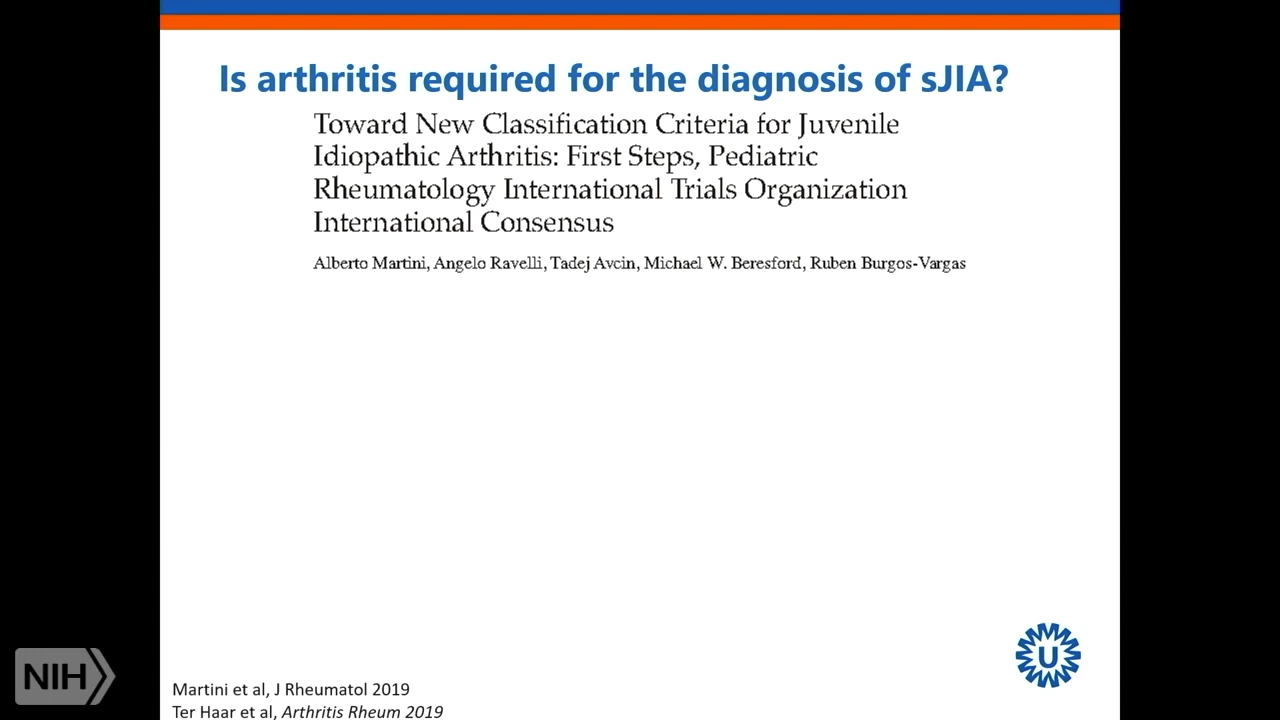 Is arthritis required for the diagnosis of sJIA?
Toward New Classification Criteria for Juvenile
Idiopathic Arthritis: First Steps, Pediatric
Rheumatology International Trials Organization
International Consensus
Alberto Martini, Angelo Ravelli, Tadej Avcin, Michael W. Beresford, Ruben Burgos-Vargas
U
NIH
Martini et al, J Rheumatol 2019
Ter Haar et al, Arthritis Rheum 2019